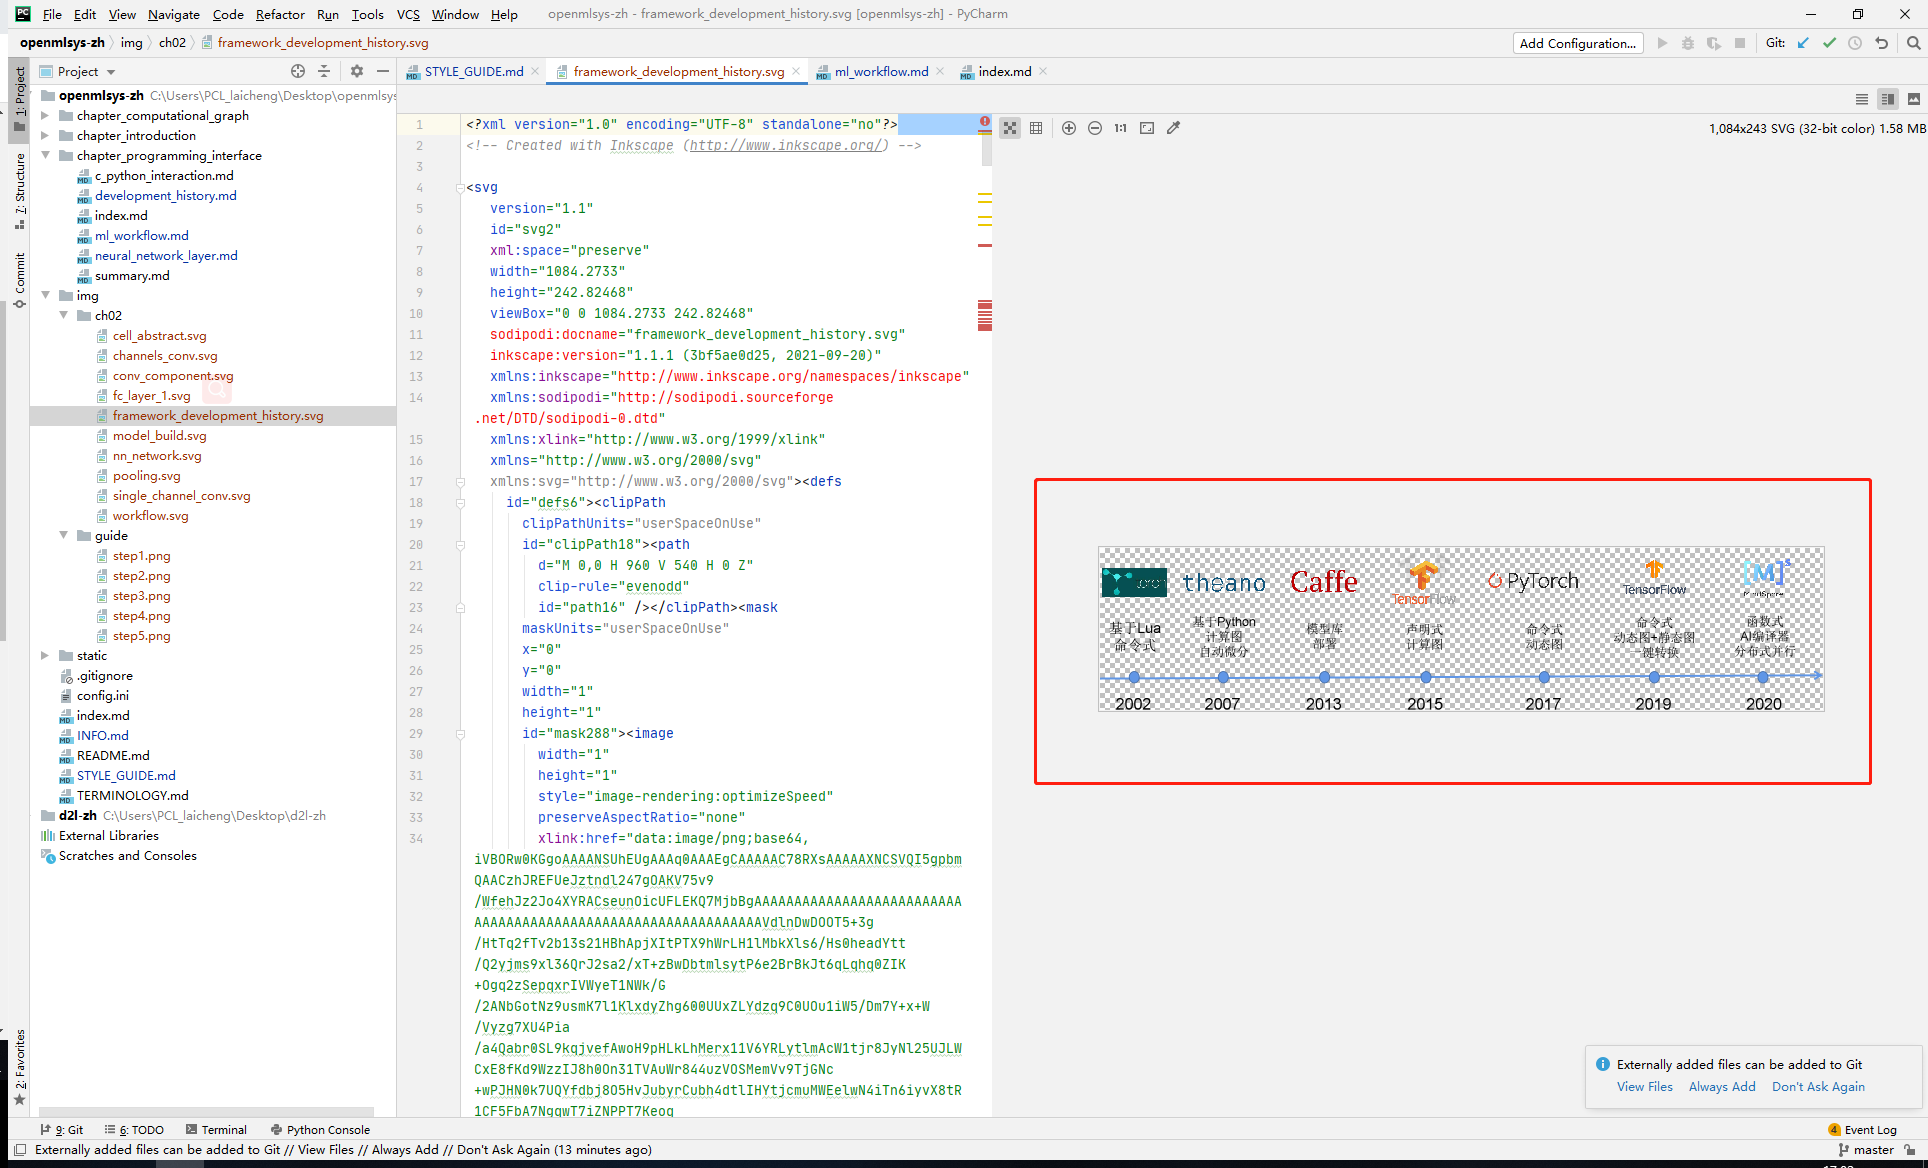 File Edit View Navigate Code Refactor Run Tools VCS Window Help openmlsys-zh - framework_development_history.svg [openmlsys-zh] - PyCharm
openmlsys-zh img ch02 framework_development_history.svg Add Configuration... Git:
Project STYLE_GUIDE.md framework_development_history.svg ml_workflow.md index.md
1: Project
7: Structure
Commit
2: Favorites
openmlsys-zh C:\Users\PCL_laicheng\Desktop\openmlsys
chapter_computational_graph
chapter_introduction
chapter_programming_interface
c_python_interaction.md
development_history.md
index.md
ml_workflow.md
neural_network_layer.md
summary.md
img
ch02
cell_abstract.svg
channels_conv.svg
conv_component.svg
fc_layer_1.svg
framework_development_history.svg
model_build.svg
nn_network.svg
pooling.svg
single_channel_conv.svg
workflow.svg
guide
step1.png
step2.png
step3.png
step4.png
step5.png
static
.gitignore
config.ini
index.md
INFO.md
README.md
STYLE_GUIDE.md
TERMINOLOGY.md
d2l-zh C:\Users\PCL_laicheng\Desktop\d2l-zh
External Libraries
Scratches and Consoles
1 <?xml version="1.0" encoding="UTF-8" standalone="no"?>
2 <!-- Created with Inkscape (http://www.inkscape.org/) -->
3
4 <svg
5 version="1.1"
6 id="svg2"
7 xml:space="preserve"
8 width="1084.2733"
9 height="242.82468"
10 viewBox="0 0 1084.2733 242.82468"
11 sodipodi:docname="framework_development_history.svg"
12 inkscape:version="1.1.1 (3bf5ae0d25, 2021-09-20)"
13 xmlns:inkscape="http://www.inkscape.org/namespaces/inkscape"
14 xmlns:sodipodi="http://sodipodi.sourceforge
.net/DTD/sodipodi-0.dtd"
15 xmlns:xlink="http://www.w3.org/1999/xlink"
16 xmlns="http://www.w3.org/2000/svg"
17 xmlns:svg="http://www.w3.org/2000/svg"><defs
18 id="defs6"><clipPath
19 clipPathUnits="userSpaceOnUse"
20 id="clipPath18"><path
21 d="M 0,0 H 960 V 540 H 0 Z"
22 clip-rule="evenodd"
23 id="path16" /></clipPath><mask
24 maskUnits="userSpaceOnUse"
25 x="0"
26 y="0"
27 width="1"
28 height="1"
29 id="mask288"><image
30 width="1"
31 height="1"
32 style="image-rendering:optimizeSpeed"
33 preserveAspectRatio="none"
34 xlink:href="data:image/png;base64,
iVBORw0KGgoAAAANSUhEUgAAAq0AAAEgCAAAAAC78RXsAAAAAXNCSVQI5gpbm
QAACzhJREFUeJztndl247gOAKV75v9
/WfehJz2Jo4XYRACseunOicUFLEKQ7MjbBgAAAAAAAAAAAAAAAAAAAAAAAAAA
AAAAAAAAAAAAAAAAAAAAAAAAAAAAAAAAAAAAVdlnDwDOOT5+3g
/HtTq2fTv2b13s21HBhApjXItPTX9hWrLH1lMbkXls6/Hs0headYtt
/Q2yjms9xl36QrJ2sa2/xT+zBwDbtmlsytP6e2BrBkJt6qLqhq0ZIK
+Ogq2zSepqxrIVWyeT1NWk/G
/2ANbGotNz9usmK7l1KlxdyZhg600UUxZLYdzq9C0UOu1iW5/Dm7Y+x+W
/Vyzg7XU4Pia
/a4Qabr0SL9kqjvefAwoH9pHLkLhMerx11V6YRLytlmAcW1tjr8JyNl25UJLW
CxE8fKd9WzzIJ8h0On31TVAuWr844uzVOSMemVv9TjGNc
+wPJHN0k7UQYfdbj8O5HvJubyrCubh4dtlIHYtjcmuMWEelwN4iTn6iyvX8tR
1CF5FbA7NgqwT7iZNPPT7Keoq
1:1 1,084x243 SVG (32-bit color) 1.58 MB
theano Caffe TensorFlow PyTorch TensorFlow [M]s
MindSpore
基于Lua
命令式
基于Python
计算图
自动微分
模型库
部署
声明式
计算图
命令式
动态图
命令式
动态图+静态图
一键转换
函数式
AI编译器
分布式并行
2002 2007 2013 2015 2017 2019 2020
Externally added files can be added to Git
View Files Always Add Don't Ask Again
9: Git 6: TODO Terminal Python Console 4 Event Log
Externally added files can be added to Git // View Files // Always Add // Don't Ask Again (13 minutes ago) master